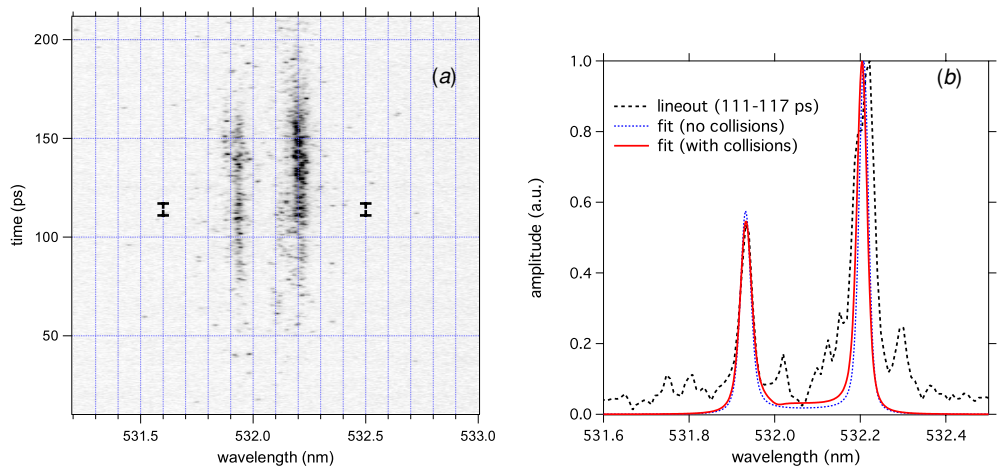 (a)
200
150
100
50
time (ps)
531.5
532.0
532.5
533.0
wavelength (nm)
(b)
lineout (111-117 ps)
fit (no collisions)
fit (with collisions)
1.0
0.8
0.6
0.4
0.2
0.0
amplitude (a.u.)
531.6
531.8
532.0
532.2
532.4
wavelength (nm)